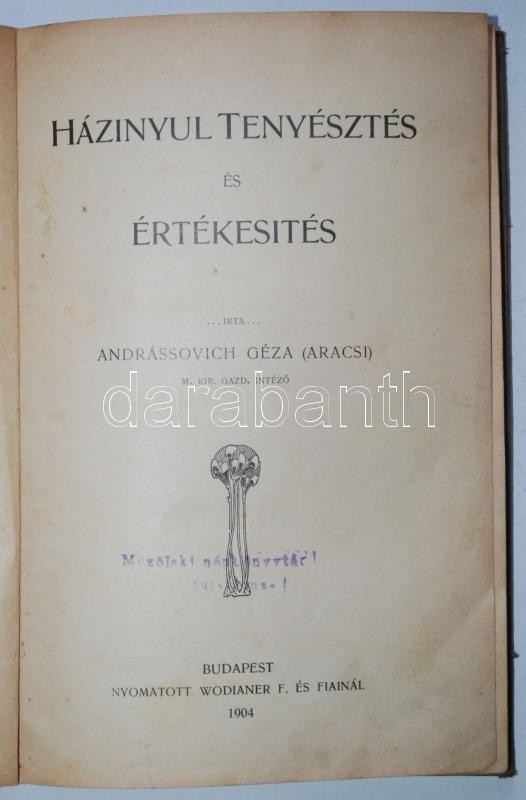 HÁZINYUL TENYÉSZTÉS
ÉS
ÉRTÉKESITÉS
...IRTA...
ANDRÁSSOVICH GÉZA (ARACSI)
M. KIR. GAZD. INTÉZŐ
darabanth
BUDAPEST
NYOMATOTT WODIANER F. ÉS FIAINÁL
1904